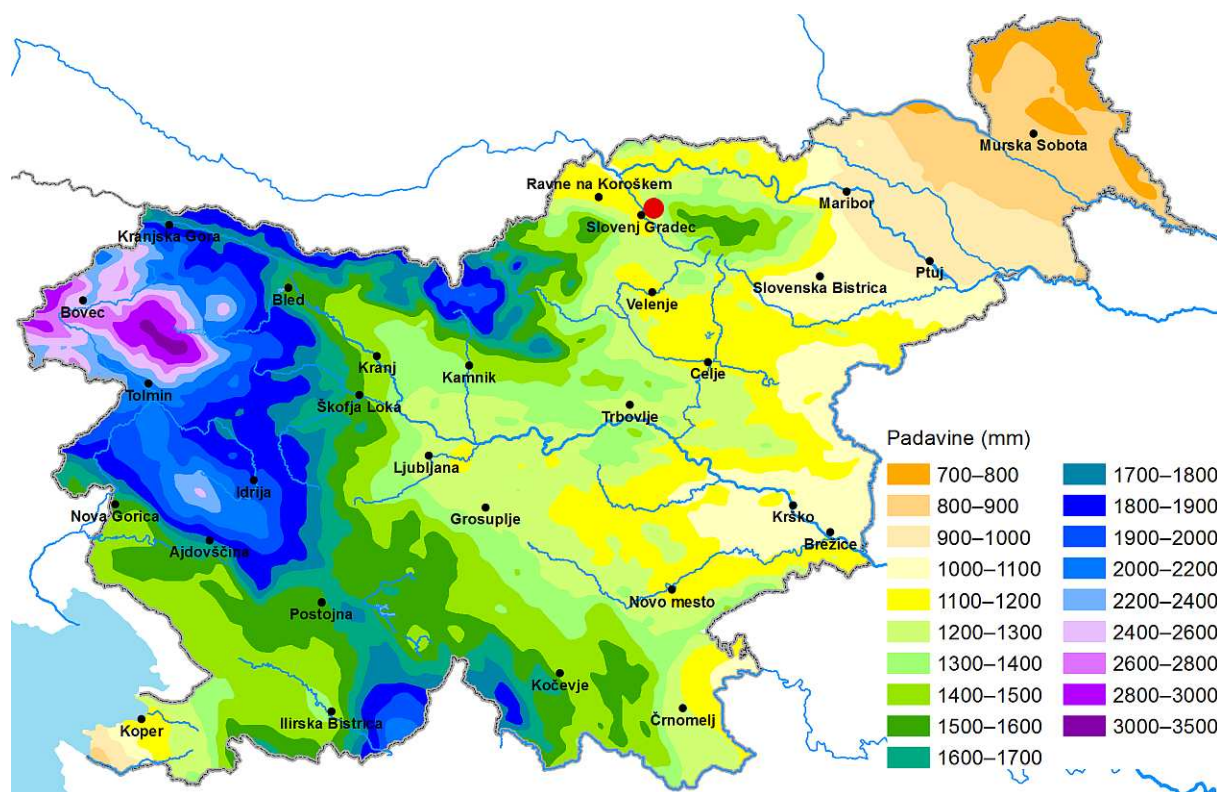 Murska Sobota
Ravne na Koroškem
Maribor
Slovenj Gradec
Kranjska Gora
Ptuj
Slovenska Bistrica
Bled
Velenje
Bovec
Kranj
Kamnik
Celje
Tolmin
Škofja Loka
Trbovlje
Ljubljana
Idrija
Nova Gorica
Grosuplje
Krško
Ajdovščina
Brežice
Postojna
Novo mesto
Kočevje
Koper
Ilirska Bistrica
Črnomelj
Padavine (mm)
700–800
800–900
900–1000
1000–1100
1100–1200
1200–1300
1300–1400
1400–1500
1500–1600
1600–1700
1700–1800
1800–1900
1900–2000
2000–2200
2200–2400
2400–2600
2600–2800
2800–3000
3000–3500